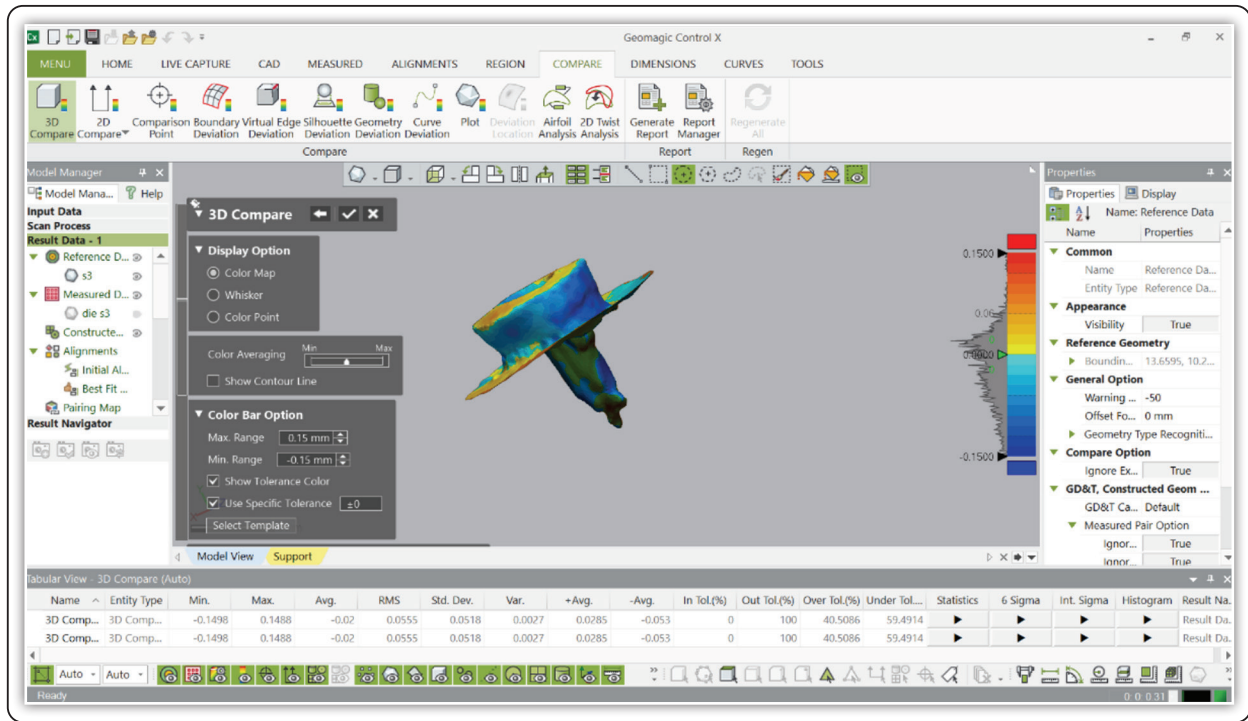 Geomagic Control X
MENU HOME LIVE CAPTURE CAD MEASURED ALIGNMENTS REGION COMPARE DIMENSIONS CURVES TOOLS
3D Compare
2D Compare
Comparison Point
Boundary Deviation
Virtual Edge Deviation
Silhouette Deviation
Geometry Deviation
Curve Deviation
Plot
Deviation Location
Airfoil Analysis
2D Twist Analysis
Generate Report
Report Manager
Regenerate All
Compare Report Regen
Model Manager
Model Mana... Help
Input Data
Scan Process
Result Data - 1
Reference D...
s3
Measured D...
die s3
Constructe...
Alignments
Initial Al...
Best Fit ...
Pairing Map
Result Navigator
3D Compare
Display Option
Color Map
Whisker
Color Point
Color Averaging Min Max
Show Contour Line
Color Bar Option
Max. Range 0.15 mm
Min. Range -0.15 mm
Show Tolerance Color
Use Specific Tolerance ±0
Select Template
0.1500
0.06
0.0000
-0.1500
Model View Support
Properties
Properties Display
Name: Reference Data
Name Properties
Common
Name Reference Da...
Entity Type Reference Da...
Appearance
Visibility True
Reference Geometry
Boundin... 13.6595, 10.2...
General Option
Warning ... -50
Offset Fo... 0 mm
Geometry Type Recogniti...
Compare Option
Ignore Ex... True
GD&T, Constructed Geom ...
GD&T Ca... Default
Measured Pair Option
Ignor... True
Ignor... True
Tabular View - 3D Compare (Auto)
Name Entity Type Min. Max. Avg. RMS Std. Dev. Var. +Avg. -Avg. In Tol.(%) Out Tol.(%) Over Tol.(%) Under Tol.... Statistics 6 Sigma Int. Sigma Histogram Result Na.
3D Comp... 3D Comp... -0.1498 0.1488 -0.02 0.0555 0.0518 0.0027 0.0285 -0.053 0 100 40.5086 59.4914 Result Da.
3D Comp... 3D Comp... -0.1498 0.1488 -0.02 0.0555 0.0518 0.0027 0.0285 -0.053 0 100 40.5086 59.4914 Result Da.
Auto Auto
Ready 0:0:0.31